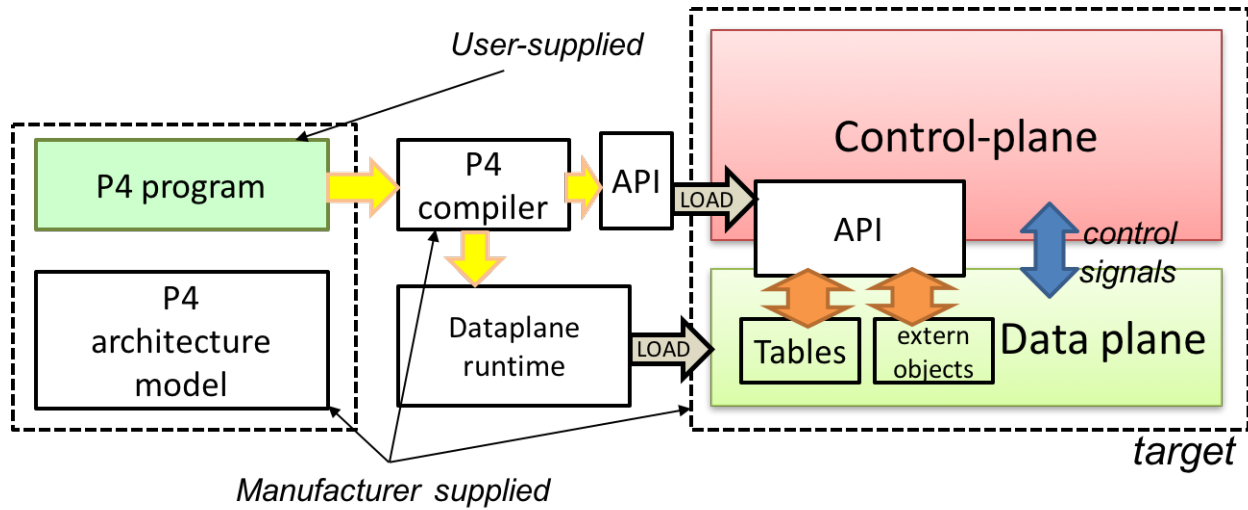 User-supplied
P4 program
P4
compiler
API
LOAD
Control-plane
API
control
signals
P4
architecture
model
Dataplane
runtime
LOAD
Tables
extern
objects
Data plane
target
Manufacturer supplied